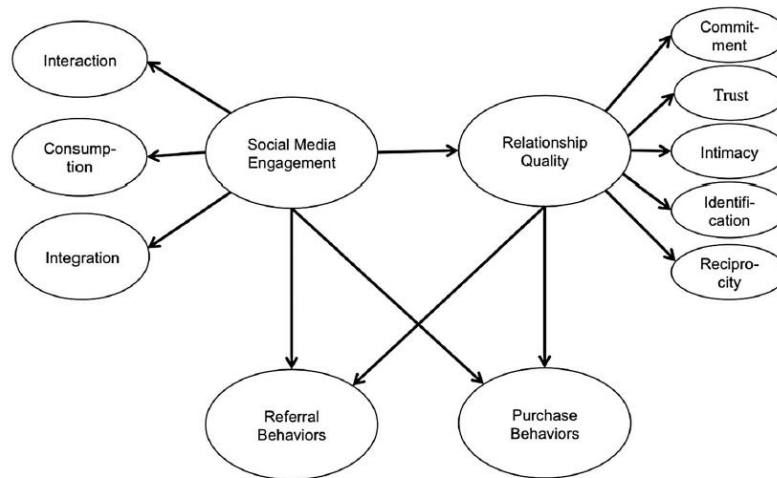 Interaction
Consump-
tion
Integration
Social Media
Engagement
Relationship
Quality
Commit-
ment
Trust
Intimacy
Identifi-
cation
Recipro-
city
Referral
Behaviors
Purchase
Behaviors